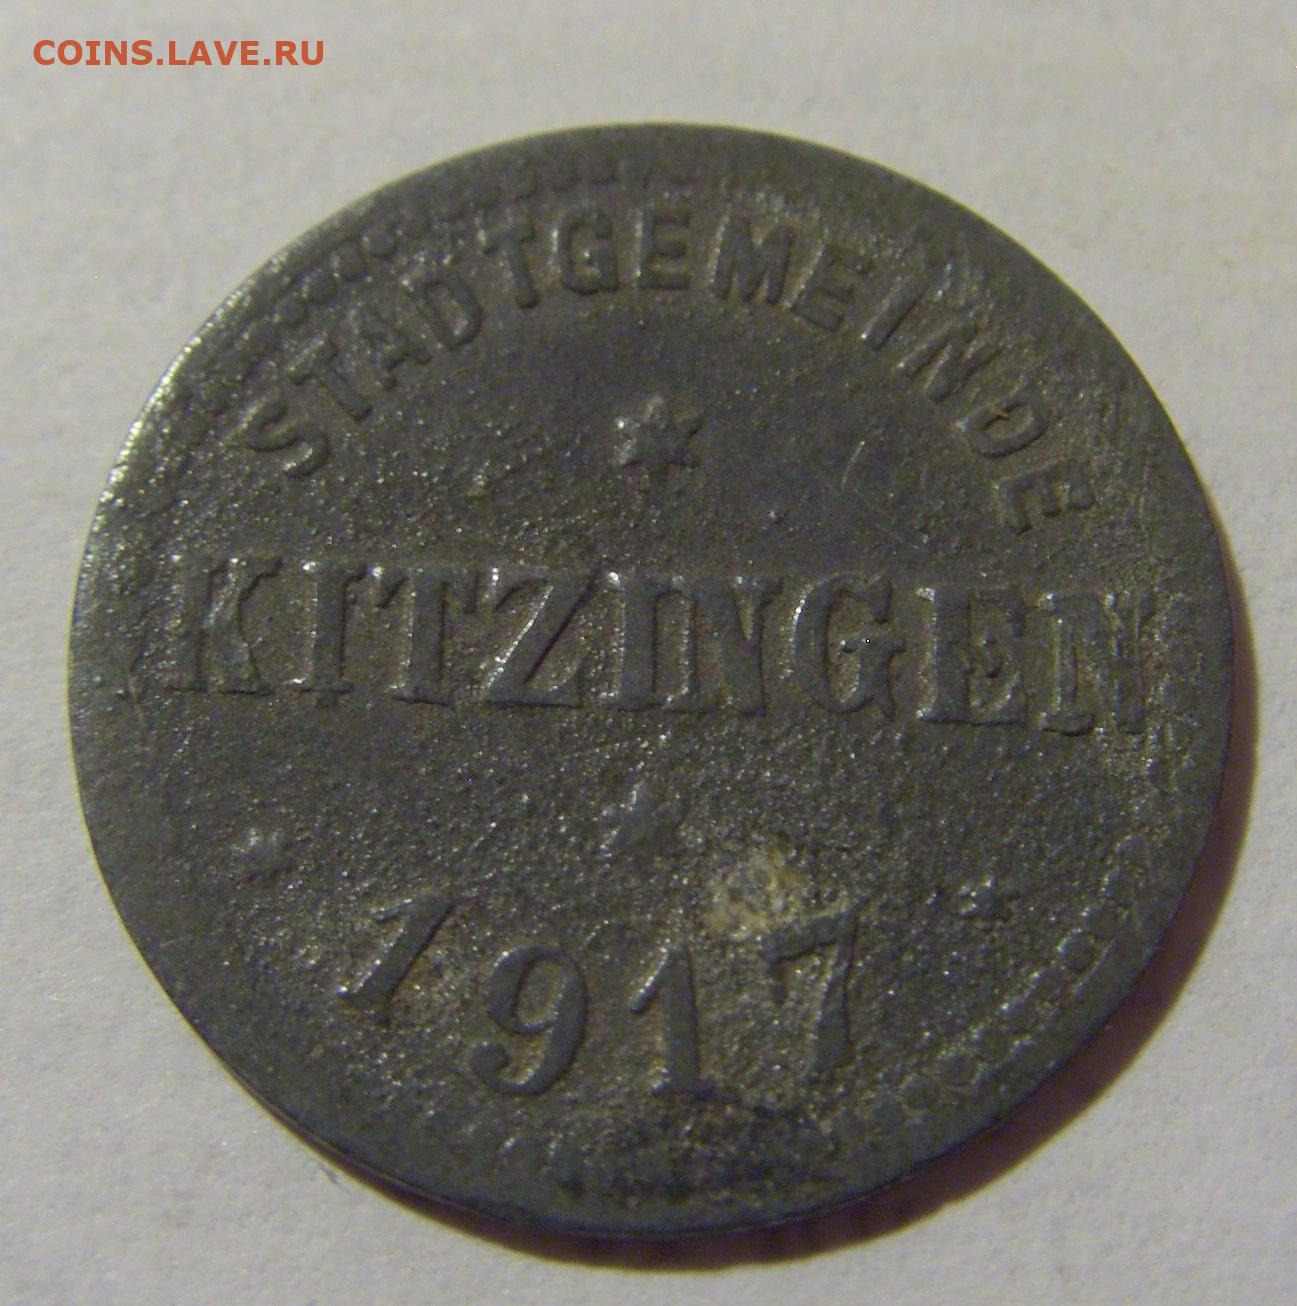 COINS.LAVE.RU
STADTGEMEINDE
KITZINGEN
1917